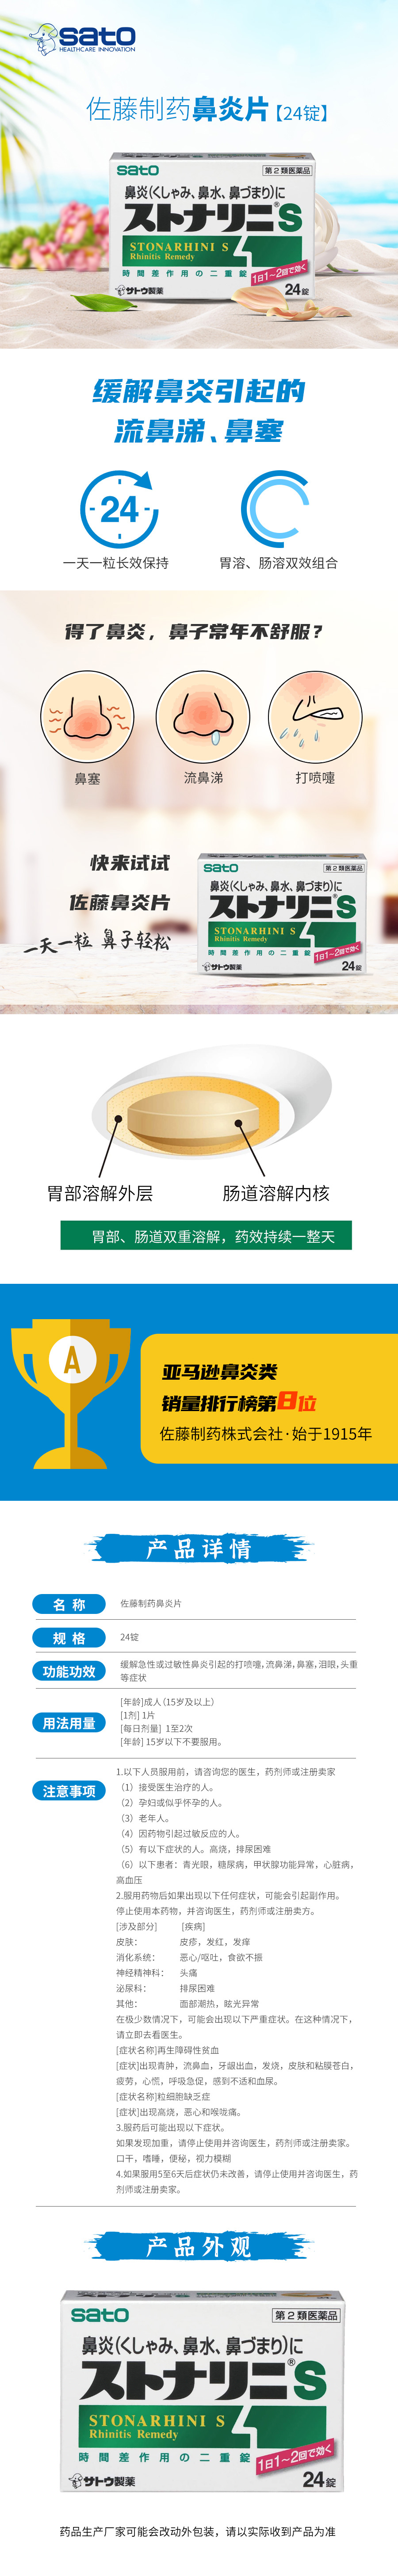 sato
HEALTHCARE INNOVATION
佐藤制药鼻炎片【24锭】
sato
第2類医薬品
鼻炎(くしゃみ、鼻水、鼻づまり)に
ストナリニ®S
STONARHINI S
Rhinitis Remedy
時間差作用の二重錠
1日1~2回で効く
サトウ製薬
24錠
缓解鼻炎引起的
流鼻涕、鼻塞
24
一天一粒长效保持
胃溶、肠溶双效组合
得了鼻炎，鼻子常年不舒服？
鼻塞
流鼻涕
打喷嚏
快来试试
佐藤鼻炎片
一天一粒 鼻子轻松
sato
第2類医薬品
鼻炎(くしゃみ、鼻水、鼻づまり)に
ストナリニ®S
STONARHINI S
Rhinitis Remedy
時間差作用の二重錠
1日1~2回で効く
サトウ製薬
24錠
胃部溶解外层
肠道溶解内核
胃部、肠道双重溶解，药效持续一整天
A
亚马逊鼻炎类
销量排行榜第8位
佐藤制药株式会社·始于1915年
产品详情
名 称
佐藤制药鼻炎片
规 格
24锭
功能功效
缓解急性或过敏性鼻炎引起的打喷嚏，流鼻涕，鼻塞，泪眼，头重
等症状
用法用量
[年龄]成人（15岁及以上）
[1剂] 1片
[每日剂量] 1至2次
[年龄] 15岁以下不要服用。
注意事项
1.以下人员服用前，请咨询您的医生，药剂师或注册卖家
（1）接受医生治疗的人。
（2）孕妇或似乎怀孕的人。
（3）老年人。
（4）因药物引起过敏反应的人。
（5）有以下症状的人。高烧，排尿困难
（6）以下患者：青光眼，糖尿病，甲状腺功能异常，心脏病，
高血压
2.服用药物后如果出现以下任何症状，可能会引起副作用。
停止使用本药物，并咨询医生，药剂师或注册卖方。
[涉及部分] [疾病]
皮肤： 皮疹，发红，发痒
消化系统： 恶心/呕吐，食欲不振
神经精神科： 头痛
泌尿科： 排尿困难
其他： 面部潮热，眩光异常
在极少数情况下，可能会出现以下严重症状。在这种情况下，
请立即去看医生。
[症状名称]再生障碍性贫血
[症状]出现青肿，流鼻血，牙龈出血，发烧，皮肤和粘膜苍白，
疲劳，心慌，呼吸急促，感到不适和血尿。
[症状名称]粒细胞缺乏症
[症状]出现高烧，恶心和喉咙痛。
3.服药后可能出现以下症状。
如果发现加重，请停止使用并咨询医生，药剂师或注册卖家。
口干，嗜睡，便秘，视力模糊
4.如果服用5至6天后症状仍未改善，请停止使用并咨询医生，药
剂师或注册卖家。
产品外观
sato
第2類医薬品
鼻炎(くしゃみ、鼻水、鼻づまり)に
ストナリニ®S
STONARHINI S
Rhinitis Remedy
時間差作用の二重錠
1日1~2回で効く
サトウ製薬
24錠
药品生产厂家可能会改动外包装，请以实际收到产品为准